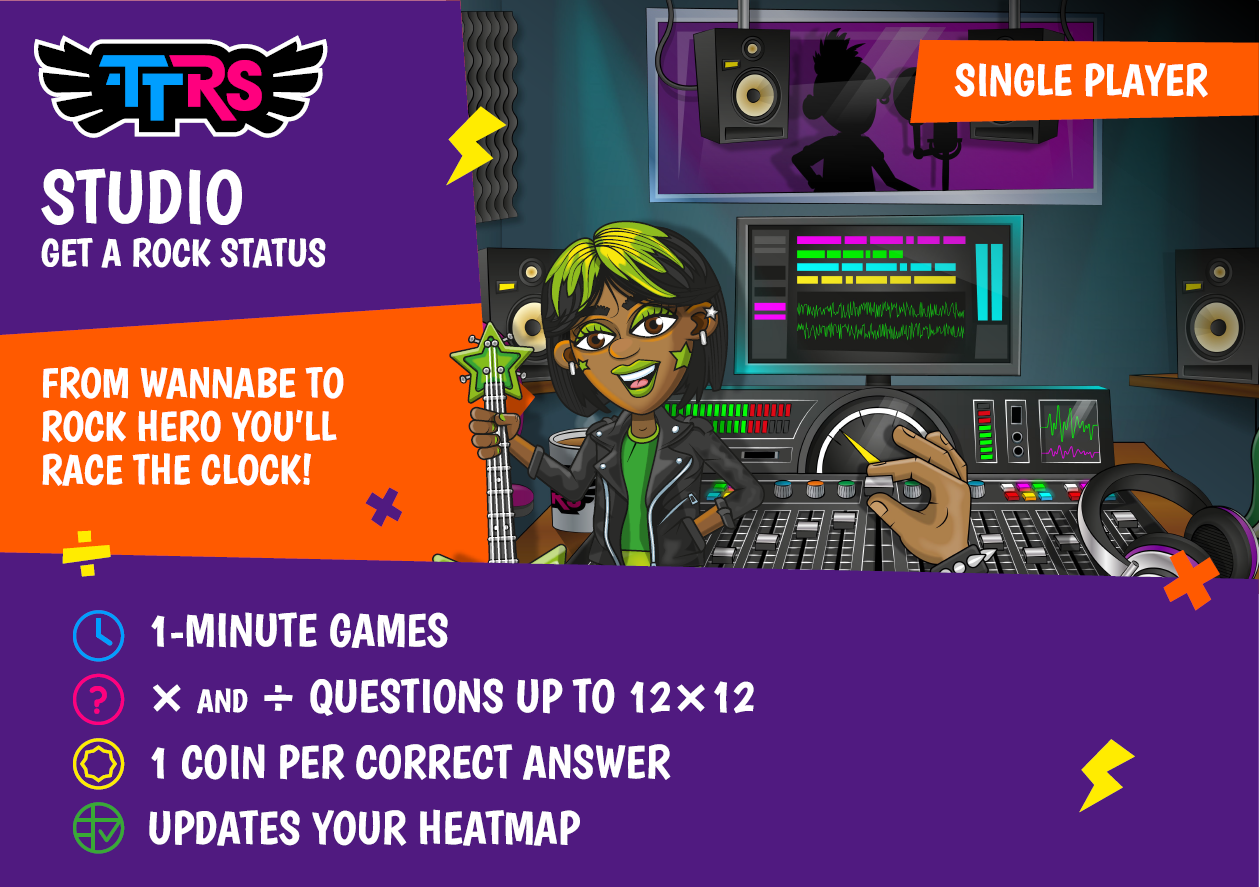 TTRS
SINGLE PLAYER
STUDIO
GET A ROCK STATUS
FROM WANNABE TO
ROCK HERO YOU'LL
RACE THE CLOCK!
1-MINUTE GAMES
× AND ÷ QUESTIONS UP TO 12×12
1 COIN PER CORRECT ANSWER
UPDATES YOUR HEATMAP